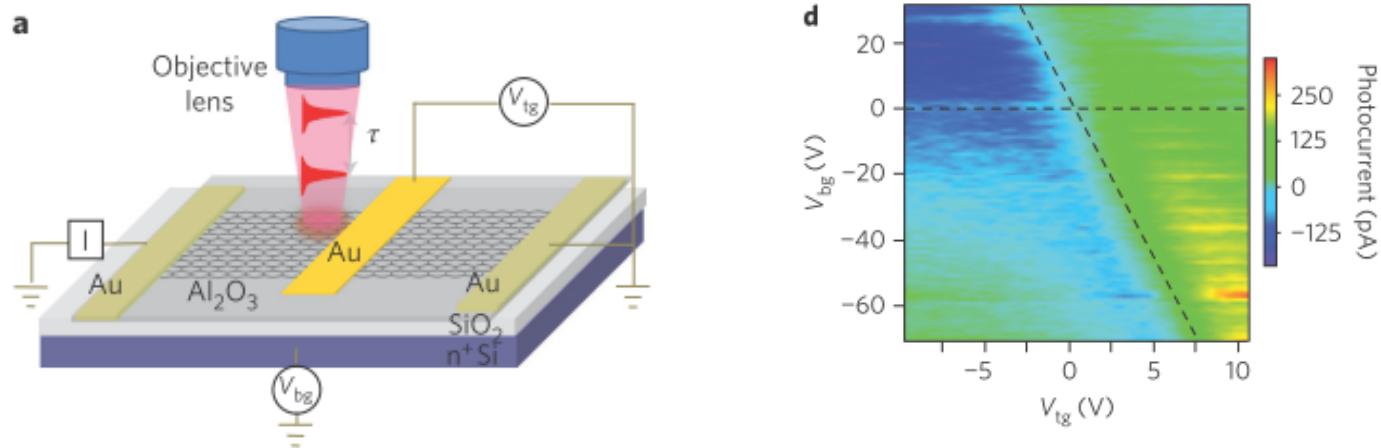 a
Objective
lens
τ
V_tg
I
Au
Au
Au
Al₂O₃
SiO₂
n⁺Si
V_bg
d
20
0
−20
−40
−60
V_bg (V)
−5
0
5
10
V_tg (V)
250
125
0
−125
Photocurrent (pA)